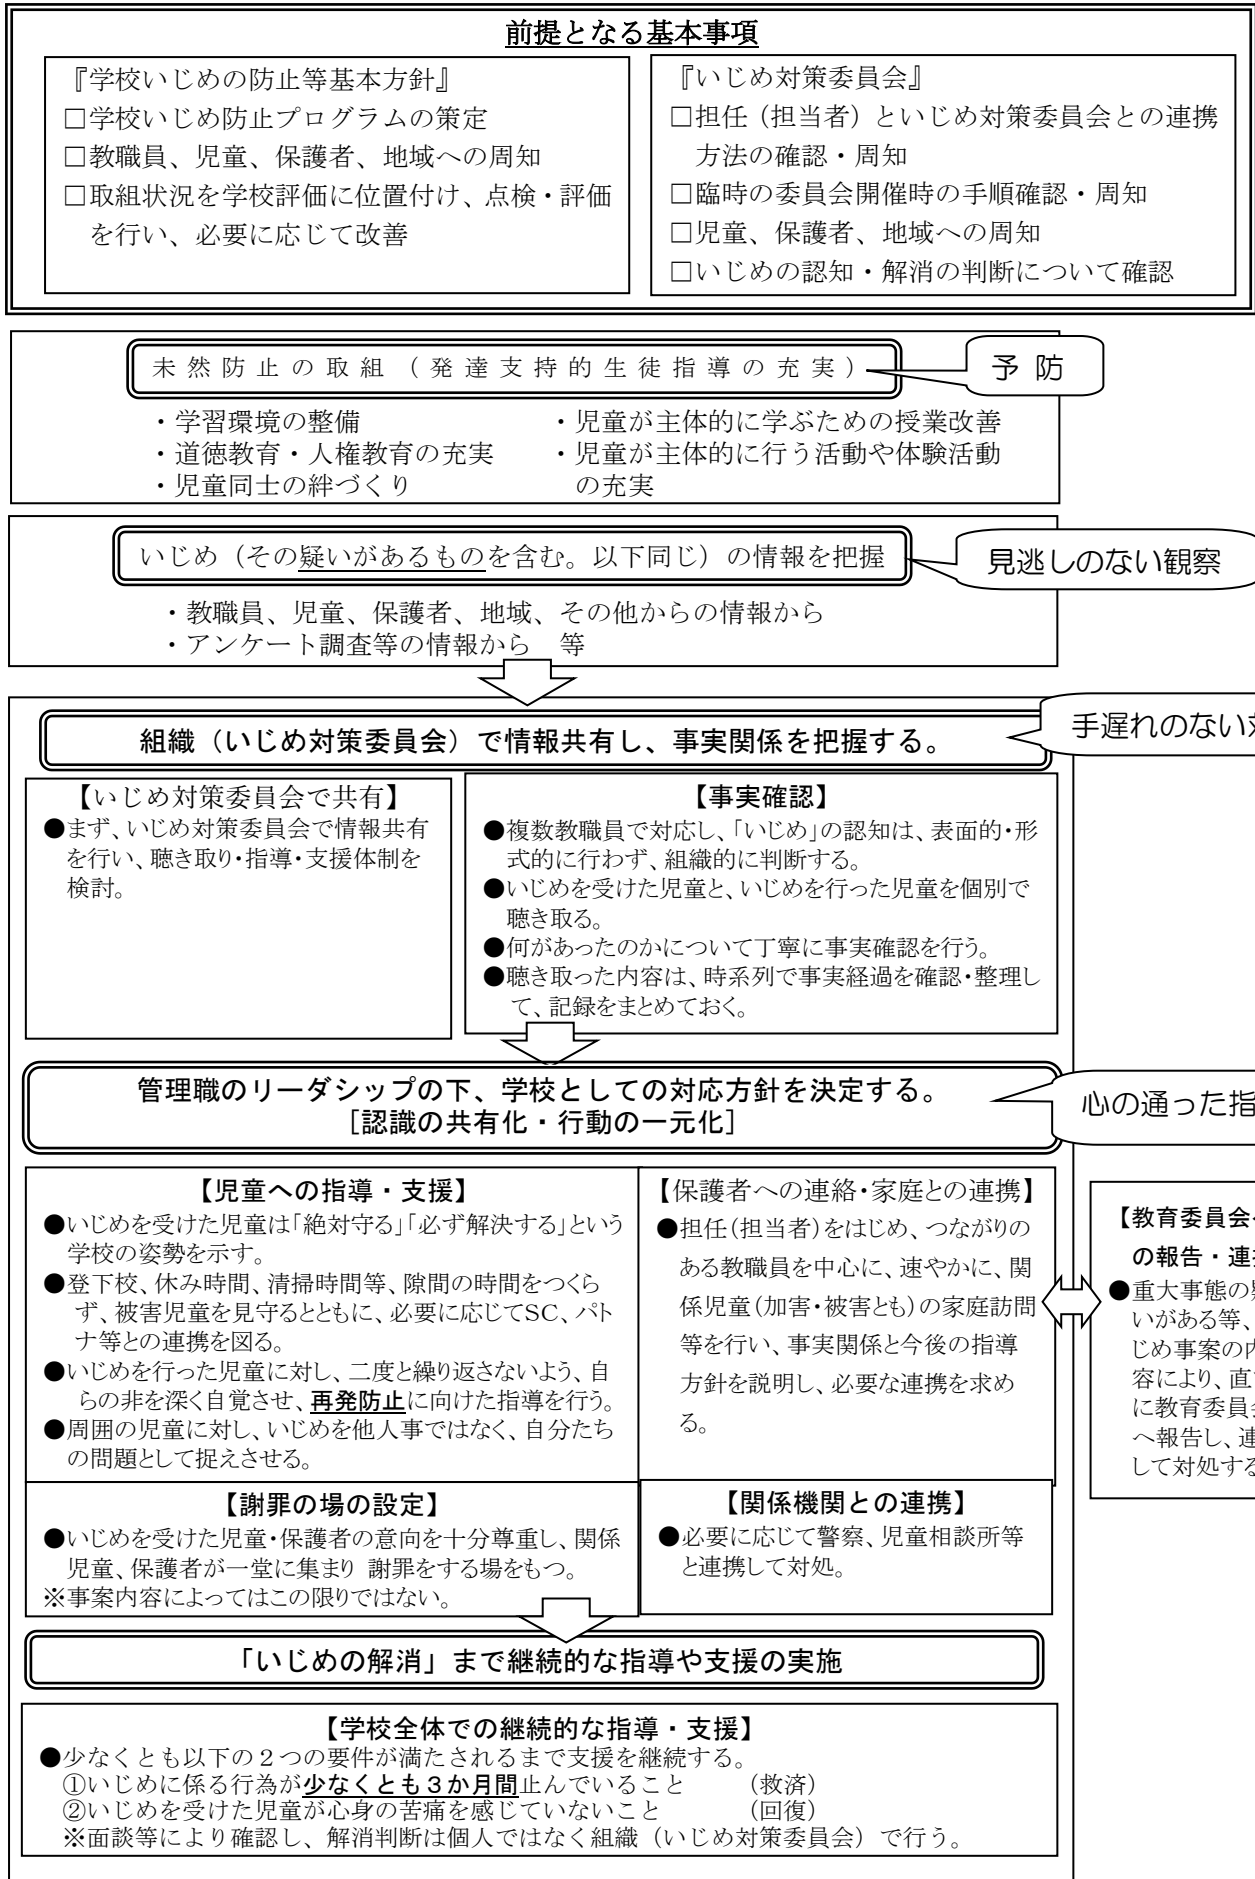 前提となる基本事項
『学校いじめの防止等基本方針』
□学校いじめ防止プログラムの策定
□教職員、児童、保護者、地域への周知
□取組状況を学校評価に位置付け、点検・評価
を行い、必要に応じて改善
『いじめ対策委員会』
□担任（担当者）といじめ対策委員会との連携
方法の確認・周知
□臨時の委員会開催時の手順確認・周知
□児童、保護者、地域への周知
□いじめの認知・解消の判断について確認
未然防止の取組（発達支持的生徒指導の充実）
予防
・学習環境の整備
・道徳教育・人権教育の充実
・児童同士の絆づくり
・児童が主体的に学ぶための授業改善
・児童が主体的に行う活動や体験活動
の充実
いじめ（その疑いがあるものを含む。以下同じ）の情報を把握
見逃しのない観察
・教職員、児童、保護者、地域、その他からの情報から
・アンケート調査等の情報から　等
組織（いじめ対策委員会）で情報共有し、事実関係を把握する。
手遅れのない
【いじめ対策委員会で共有】
●まず、いじめ対策委員会で情報共有
を行い、聴き取り・指導・支援体制を
検討。
【事実確認】
●複数教職員で対応し、「いじめ」の認知は、表面的・形
式的に行わず、組織的に判断する。
●いじめを受けた児童と、いじめを行った児童を個別で
聴き取る。
●何があったのかについて丁寧に事実確認を行う。
●聴き取った内容は、時系列で事実経過を確認・整理し
て、記録をまとめておく。
管理職のリーダシップの下、学校としての対応方針を決定する。
［認識の共有化・行動の一元化］
心の通った指
【児童への指導・支援】
●いじめを受けた児童は「絶対守る」「必ず解決する」という
学校の姿勢を示す。
●登下校、休み時間、清掃時間等、隙間の時間をつくら
ず、被害児童を見守るとともに、必要に応じてSC、パト
ナ等との連携を図る。
●いじめを行った児童に対し、二度と繰り返さないよう、自
らの非を深く自覚させ、再発防止に向けた指導を行う。
●周囲の児童に対し、いじめを他人事ではなく、自分たち
の問題として捉えさせる。
【保護者への連絡・家庭との連携】
●担任（担当者）をはじめ、つながりの
ある教職員を中心に、速やかに、関
係児童（加害・被害とも）の家庭訪問
等を行い、事実関係と今後の指導
方針を説明し、必要な連携を求め
る。
【教育委員会
の報告・連
●重大事態の
いがある等、
じめ事案の
容により、直
に教育委員
へ報告し、連
して対処する
【謝罪の場の設定】
●いじめを受けた児童・保護者の意向を十分尊重し、関係
児童、保護者が一堂に集まり 謝罪をする場をもつ。
※事案内容によってはこの限りではない。
【関係機関との連携】
●必要に応じて警察、児童相談所等
と連携して対処。
「いじめの解消」まで継続的な指導や支援の実施
【学校全体での継続的な指導・支援】
●少なくとも以下の２つの要件が満たされるまで支援を継続する。
①いじめに係る行為が少なくとも３か月間止んでいること　（救済）
②いじめを受けた児童が心身の苦痛を感じていないこと　（回復）
※面談等により確認し、解消判断は個人ではなく組織（いじめ対策委員会）で行う。